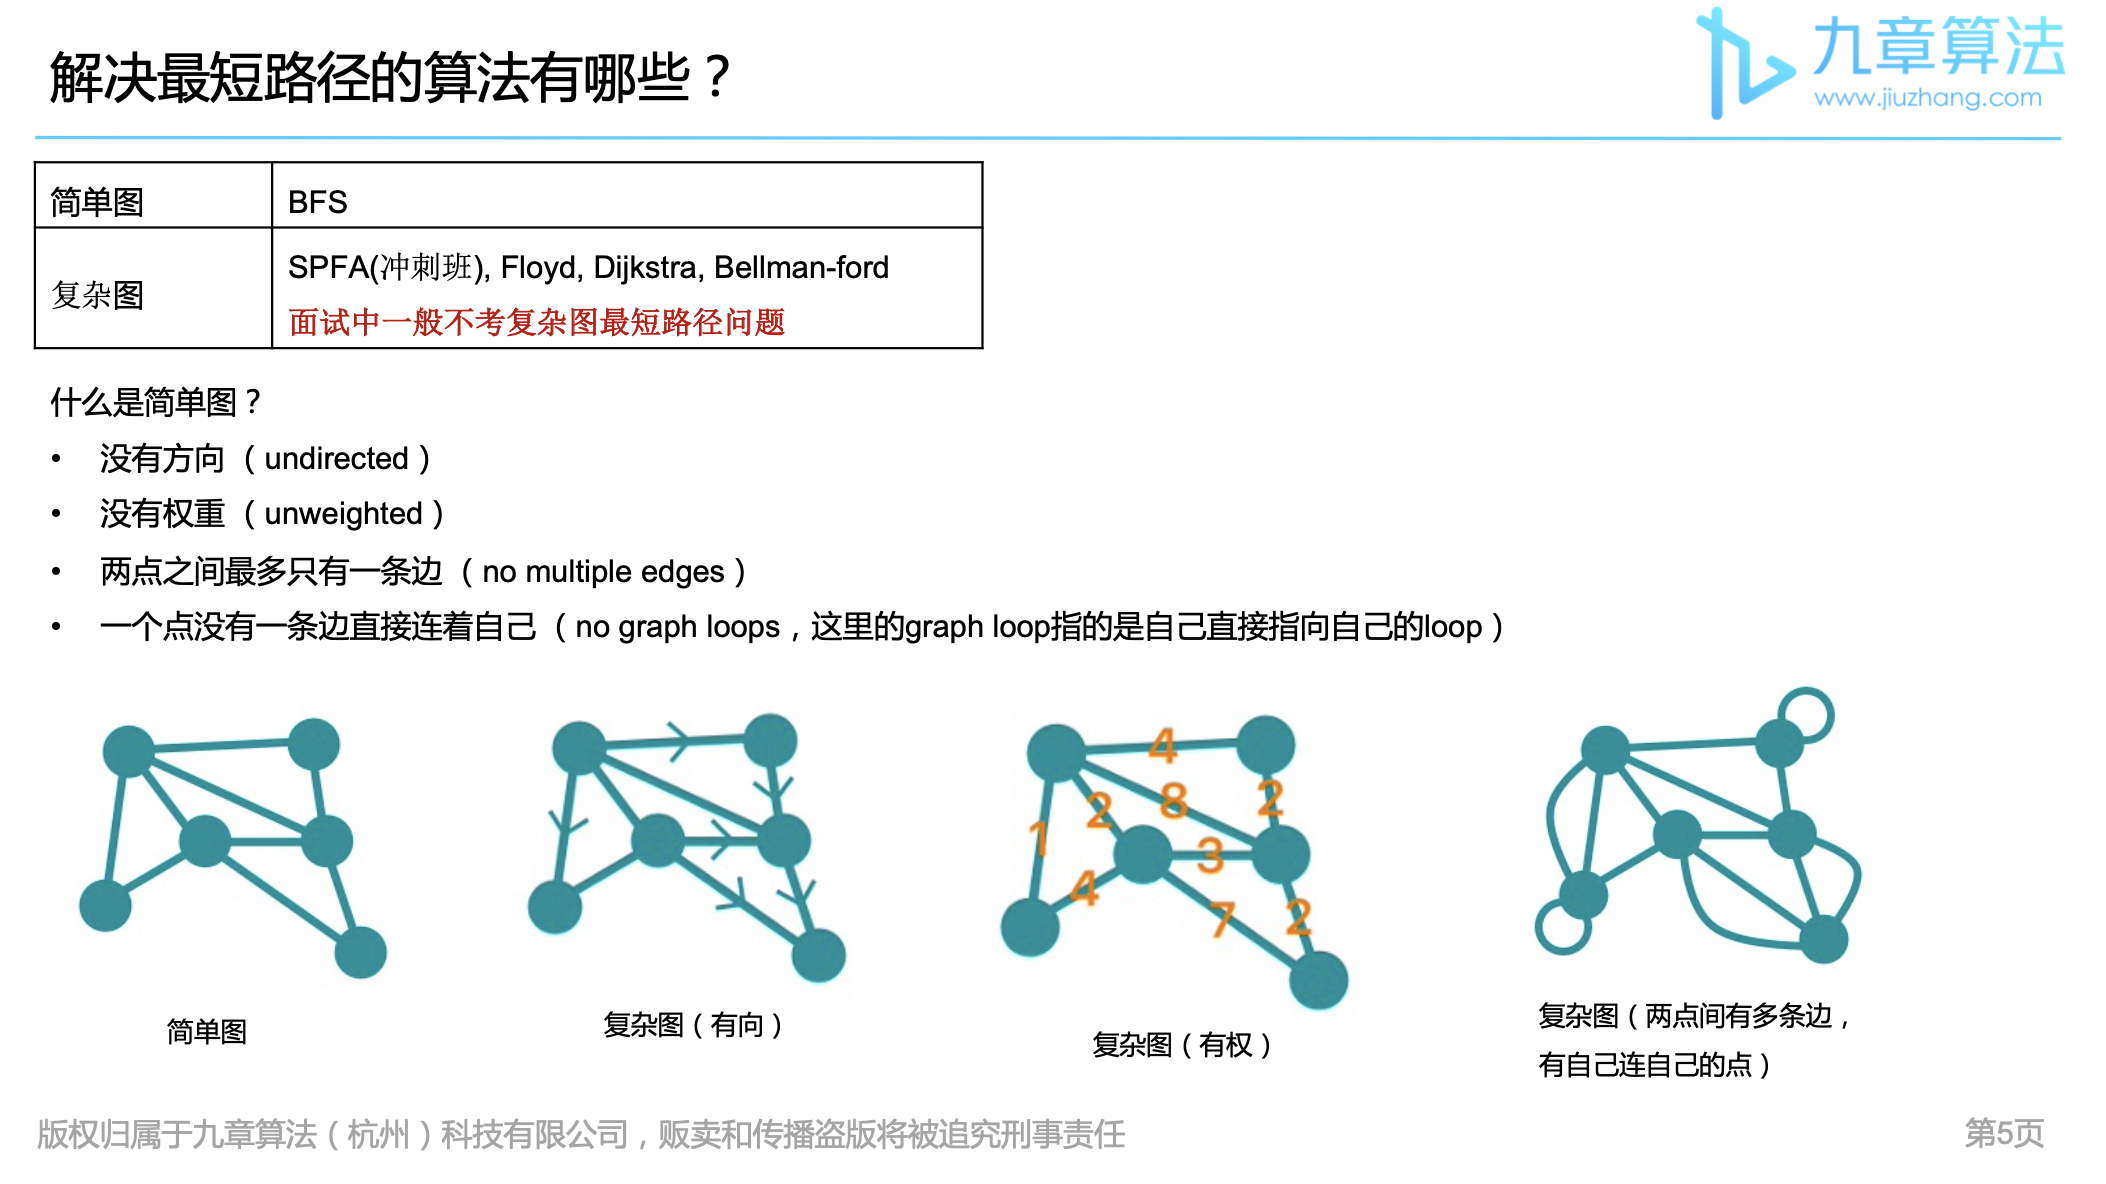 解决最短路径的算法有哪些？
九章算法
www.jiuzhang.com
简单图
BFS
复杂图
SPFA(冲刺班), Floyd, Dijkstra, Bellman-ford
面试中一般不考复杂图最短路径问题
什么是简单图？
• 没有方向（undirected）
• 没有权重（unweighted）
• 两点之间最多只有一条边（no multiple edges）
• 一个点没有一条边直接连着自己（no graph loops，这里的graph loop指的是自己直接指向自己的loop）
4
2
8
2
1
3
4
7
2
简单图
复杂图（有向）
复杂图（有权）
复杂图（两点间有多条边，
有自己连自己的点）
版权归属于九章算法（杭州）科技有限公司，贩卖和传播盗版将被追究刑事责任
第5页